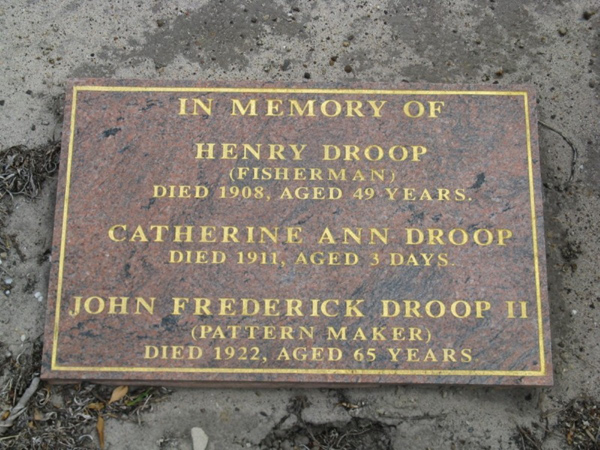 IN MEMORY OF
HENRY DROOP
(FISHERMAN)
DIED 1908, AGED 49 YEARS.
CATHERINE ANN DROOP
DIED 1911, AGED 3 DAYS.
JOHN FREDERICK DROOP II
(PATTERN MAKER)
DIED 1922, AGED 65 YEARS